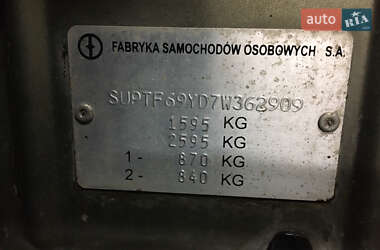 auto RIA
FABRYKA SAMOCHODÓW OSOBOWYCH S.A.
SUPTF69YD7W362909
1595 KG
2595 KG
1- 870 KG
2- 840 KG